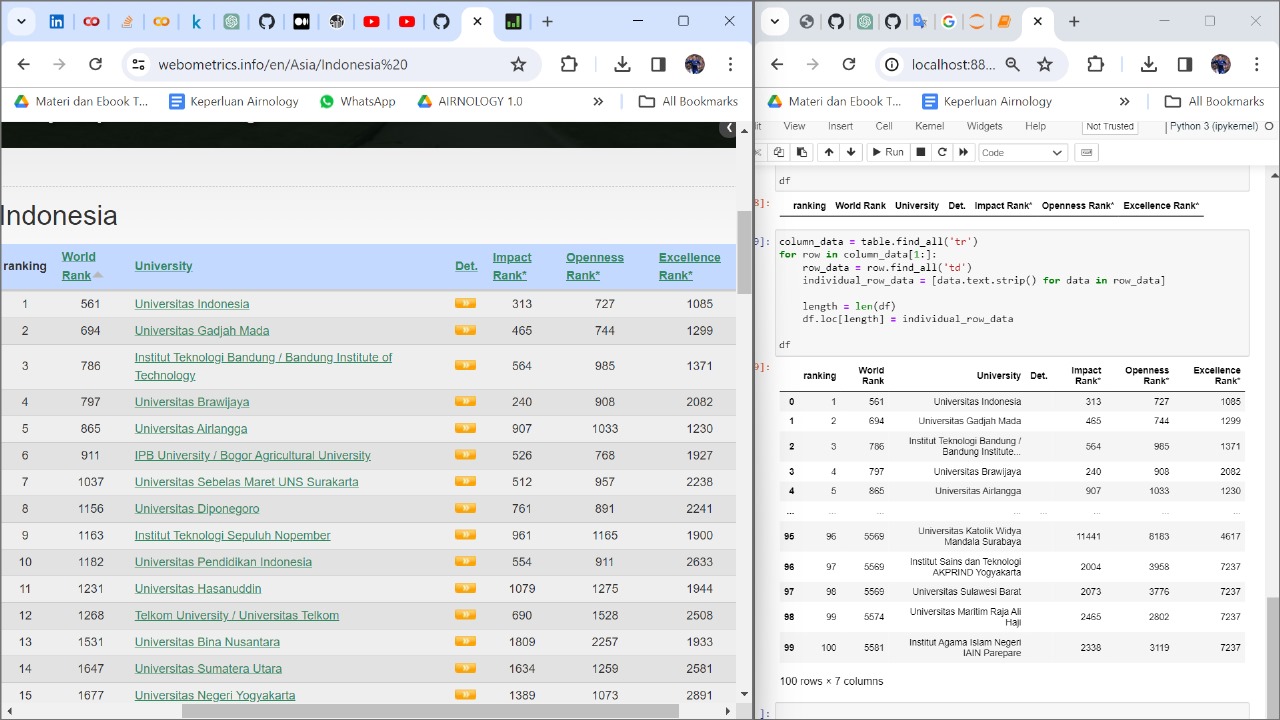 webometrics.info/en/Asia/Indonesia%20
Materi dan Ebook T...
Keperluan Airnology
WhatsApp
AIRNOLOGY 1.0
»
All Bookmarks
Indonesia
ranking World Rank University Det. Impact Rank* Openness Rank* Excellence Rank*
1 561 Universitas Indonesia 313 727 1085
2 694 Universitas Gadjah Mada 465 744 1299
3 786 Institut Teknologi Bandung / Bandung Institute of
Technology 564 985 1371
4 797 Universitas Brawijaya 240 908 2082
5 865 Universitas Airlangga 907 1033 1230
6 911 IPB University / Bogor Agricultural University 526 768 1927
7 1037 Universitas Sebelas Maret UNS Surakarta 512 957 2238
8 1156 Universitas Diponegoro 761 891 2241
9 1163 Institut Teknologi Sepuluh Nopember 961 1165 1900
10 1182 Universitas Pendidikan Indonesia 554 911 2633
11 1231 Universitas Hasanuddin 1079 1275 1944
12 1268 Telkom University / Universitas Telkom 690 1528 2508
13 1531 Universitas Bina Nusantara 1809 2257 1933
14 1647 Universitas Sumatera Utara 1634 1259 2581
15 1677 Universitas Negeri Yogyakarta 1389 1073 2891
localhost:88...
Materi dan Ebook T...
Keperluan Airnology
»
All Bookmarks
it View Insert Cell Kernel Widgets Help Not Trusted Python 3 (ipykernel)
Run Code
df
8]: ranking World Rank University Det. Impact Rank* Openness Rank* Excellence Rank*
9]: column_data = table.find_all('tr')
for row in column_data[1:]:
    row_data = row.find_all('td')
    individual_row_data = [data.text.strip() for data in row_data]
    length = len(df)
    df.loc[length] = individual_row_data
df
9]: ranking World Rank University Det. Impact Rank* Openness Rank* Excellence Rank*
0 1 561 Universitas Indonesia 313 727 1085
1 2 694 Universitas Gadjah Mada 465 744 1299
2 3 786 Institut Teknologi Bandung /
Bandung Institute... 564 985 1371
3 4 797 Universitas Brawijaya 240 908 2082
4 5 865 Universitas Airlangga 907 1033 1230
... ... ... ... ... ... ... ...
95 96 5569 Universitas Katolik Widya
Mandala Surabaya 11441 8163 4617
96 97 5569 Institut Sains dan Teknologi
AKPRIND Yogyakarta 2004 3958 7237
97 98 5569 Universitas Sulawesi Barat 2073 3776 7237
98 99 5574 Universitas Maritim Raja Ali
Haji 2465 2802 7237
99 100 5581 Institut Agama Islam Negeri
IAIN Parepare 2338 3119 7237
100 rows × 7 columns
]: